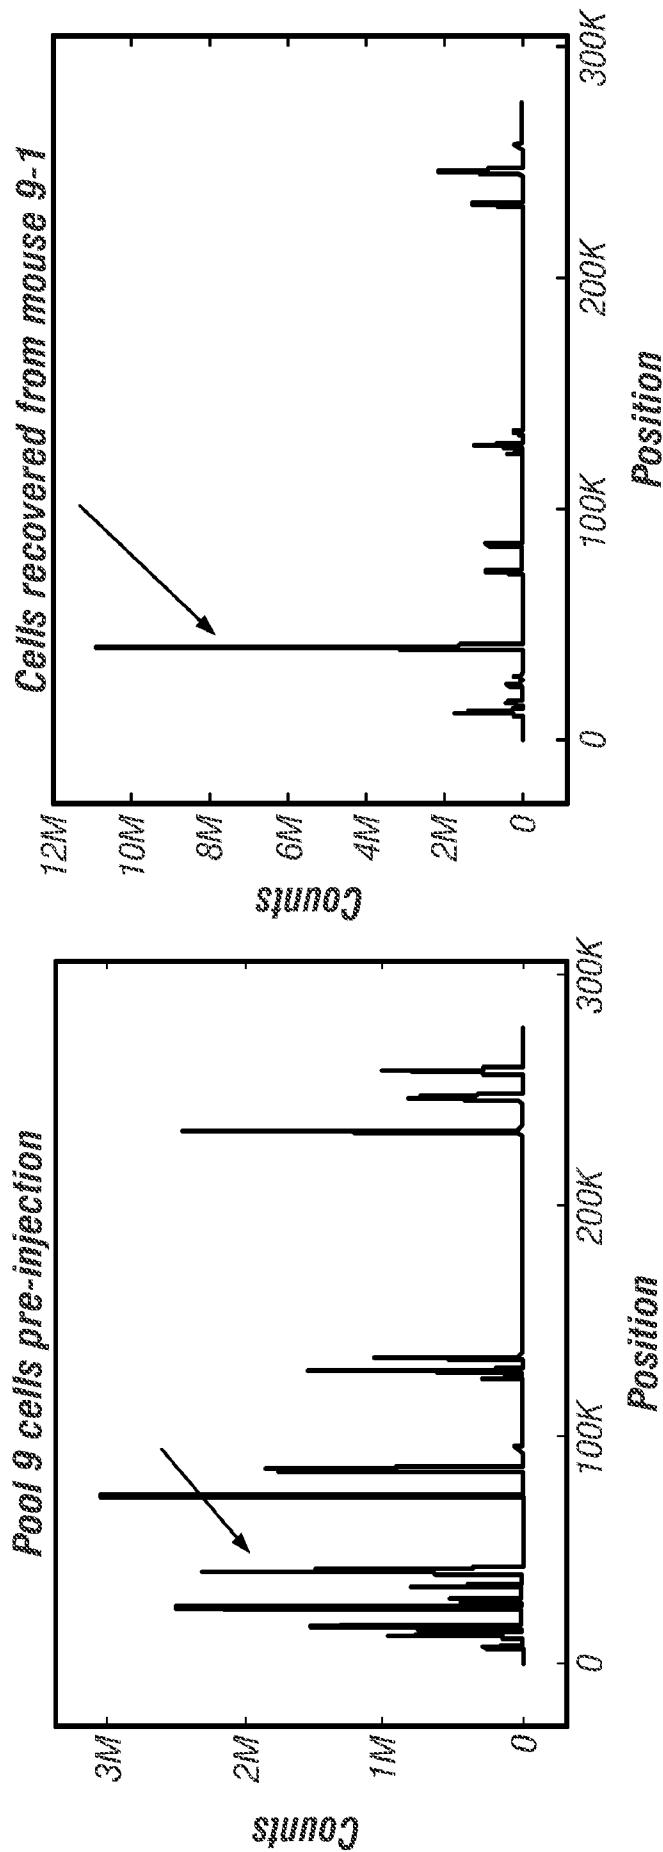 Pool 9 cells pre-injection
3M
2M
1M
0
Counts
0
100K
200K
300K
Position
Cells recovered from mouse 9-1
12M
10M
8M
6M
4M
2M
0
Counts
0
100K
200K
300K
Position